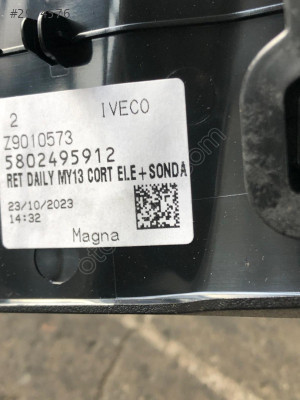 2 IVECO
Z9010573
5802495912
RET DAILY MY13 CORT ELE+SONDA
23/10/2023
14:32
Magna